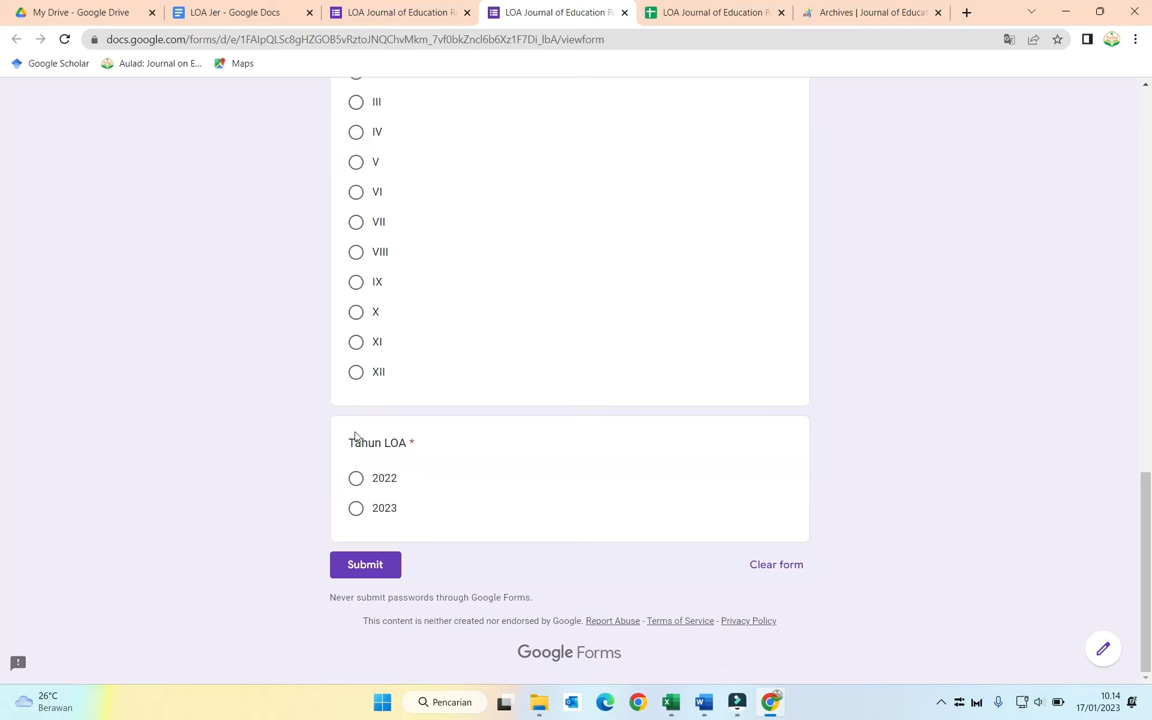 My Drive - Google Drive
LOA Jer - Google Docs
LOA Journal of Education R
LOA Journal of Education R
LOA Journal of Education R
Archives | Journal of Educat
docs.google.com/forms/d/e/1FAIpQLSc8gHZGOB5vRztoJNQChvMkm_7vf0bkZncl6b6Xz1F7Di_lbA/viewform
Google Scholar
Aulad: Journal on E...
Maps
III
IV
V
VI
VII
VIII
IX
X
XI
XII
Tahun LOA *
2022
2023
Submit
Clear form
Never submit passwords through Google Forms.
This content is neither created nor endorsed by Google. Report Abuse - Terms of Service - Privacy Policy
Google Forms
26°C
Berawan
Pencarian
10.14
17/01/2023